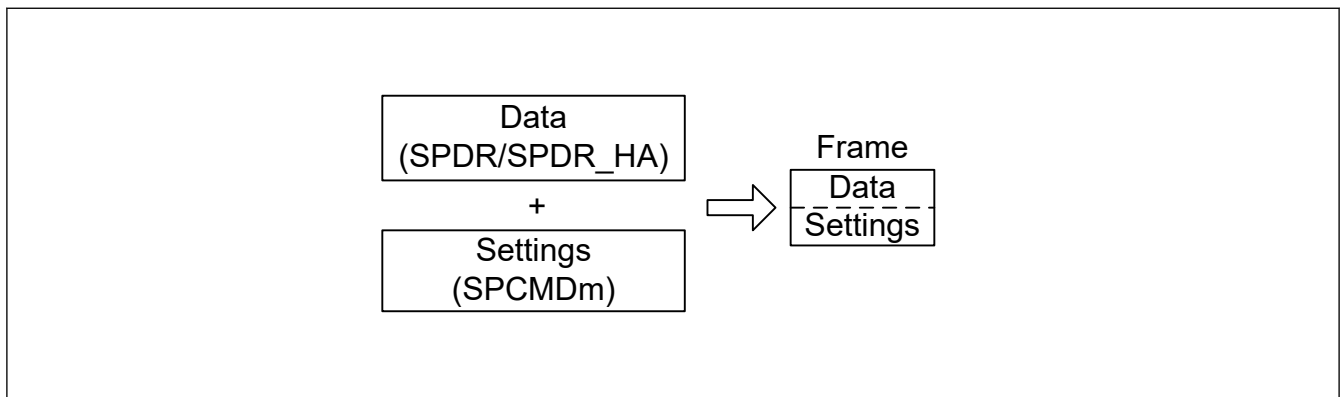 Data
(SPDR/SPDR_HA)
+
Settings
(SPCMDm)
Frame
Data
Settings